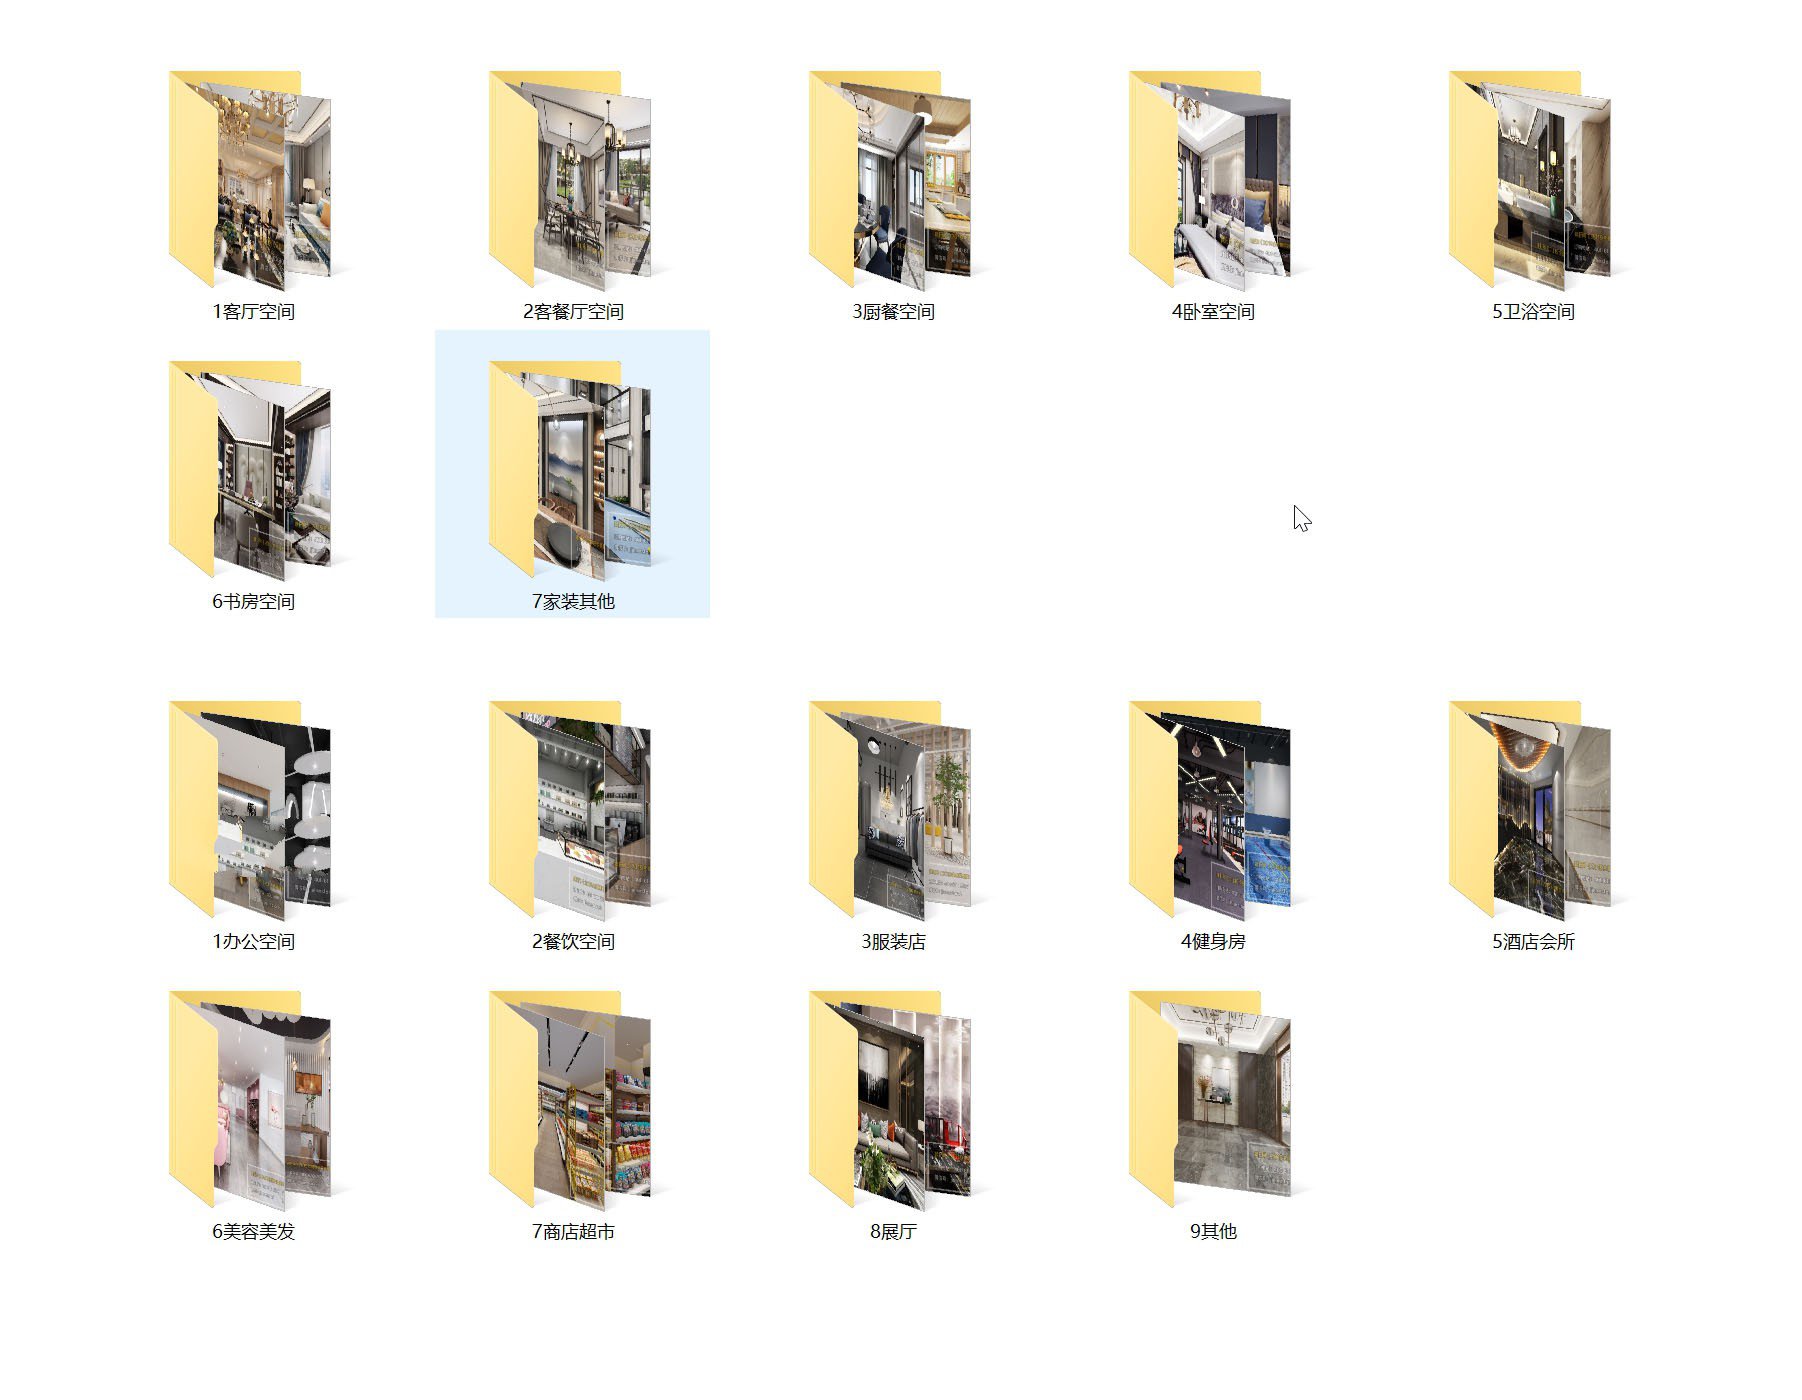 1客厅空间
2客餐厅空间
3厨餐空间
4卧室空间
5卫浴空间
6书房空间
7家装其他
1办公空间
2餐饮空间
3服装店
4健身房
5酒店会所
6美容美发
7商店超市
8展厅
9其他